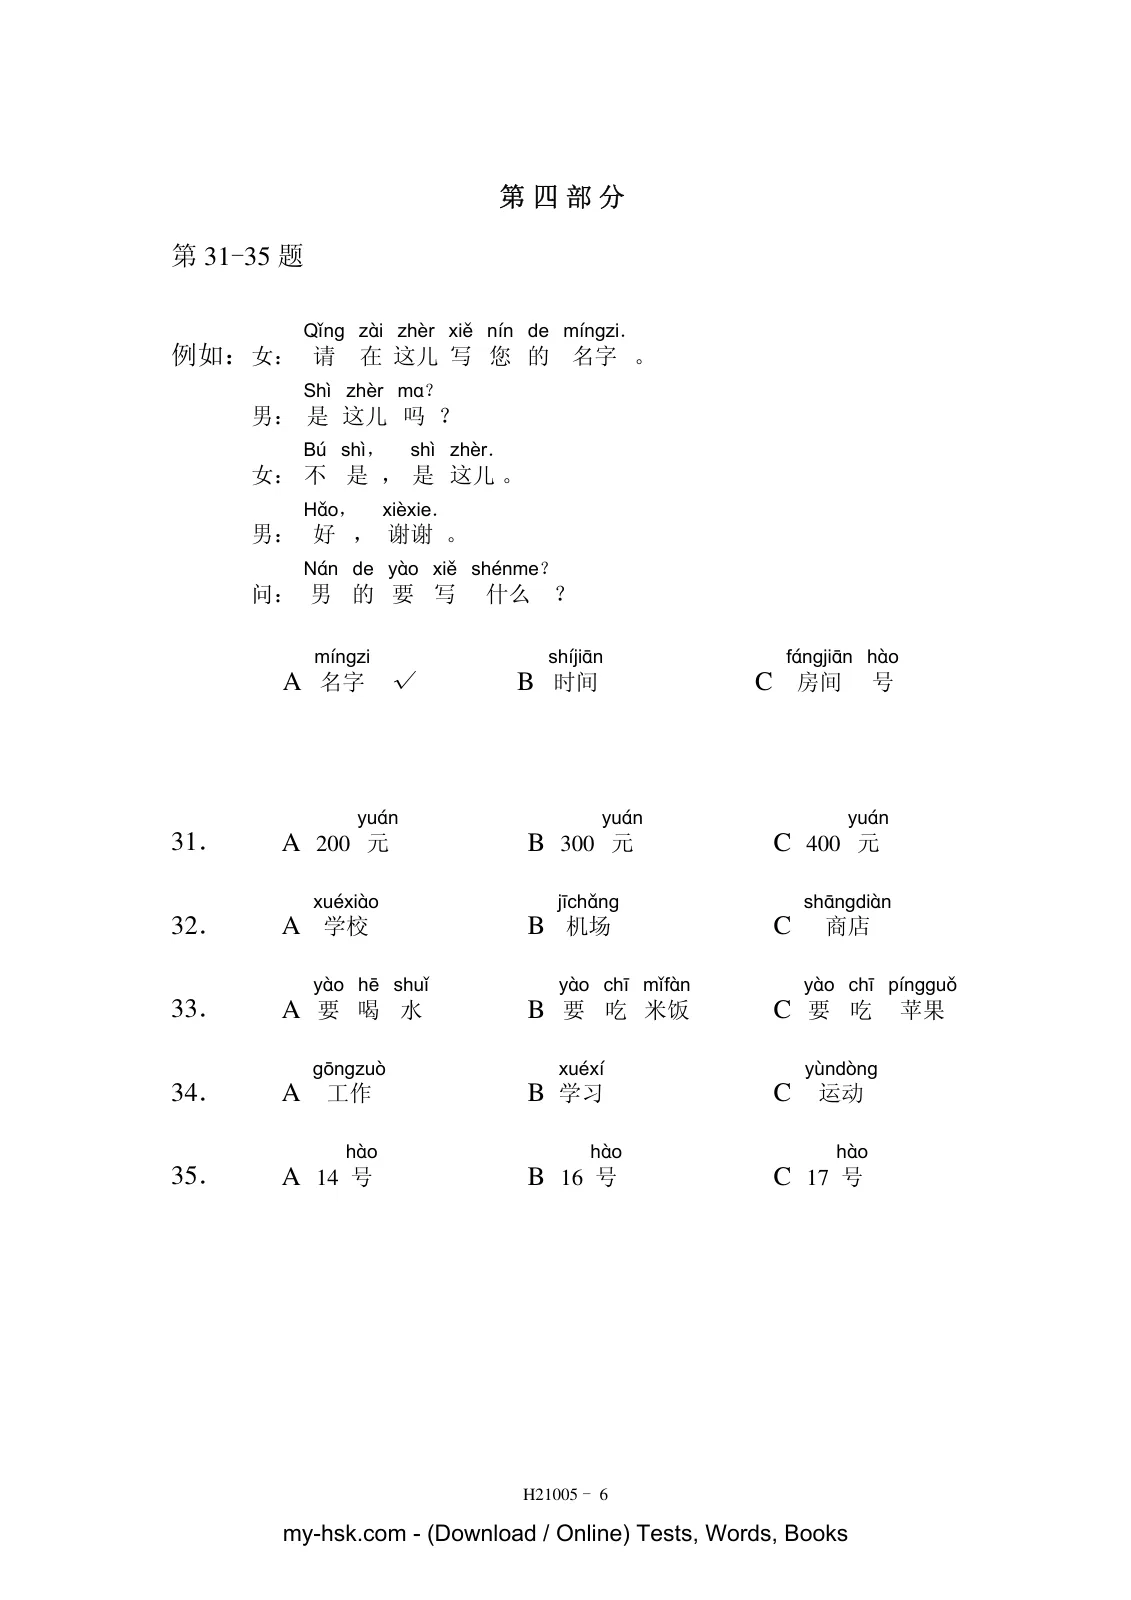 第四部分
第 31-35 题
Qǐng zài zhèr xiě nín de míngzi.
例如：女： 请 在 这儿 写 您 的 名字 。
Shì zhèr ma？
男： 是 这儿 吗 ？
Bú shì， shì zhèr.
女： 不 是 ， 是 这儿 。
Hǎo， xièxie.
男： 好 ， 谢谢 。
Nán de yào xiě shénme？
问： 男 的 要 写 什么 ？
míngzi shíjiān fángjiān hào
A 名字 √ B 时间 C 房间 号
yuán yuán yuán
31. A 200 元 B 300 元 C 400 元
xuéxiào jīchǎng shāngdiàn
32. A 学校 B 机场 C 商店
yào hē shuǐ yào chī mǐfàn yào chī píngguǒ
33. A 要 喝 水 B 要 吃 米饭 C 要 吃 苹果
gōngzuò xuéxí yùndòng
34. A 工作 B 学习 C 运动
hào hào hào
35. A 14 号 B 16 号 C 17 号
H21005 - 6
my-hsk.com - (Download / Online) Tests, Words, Books